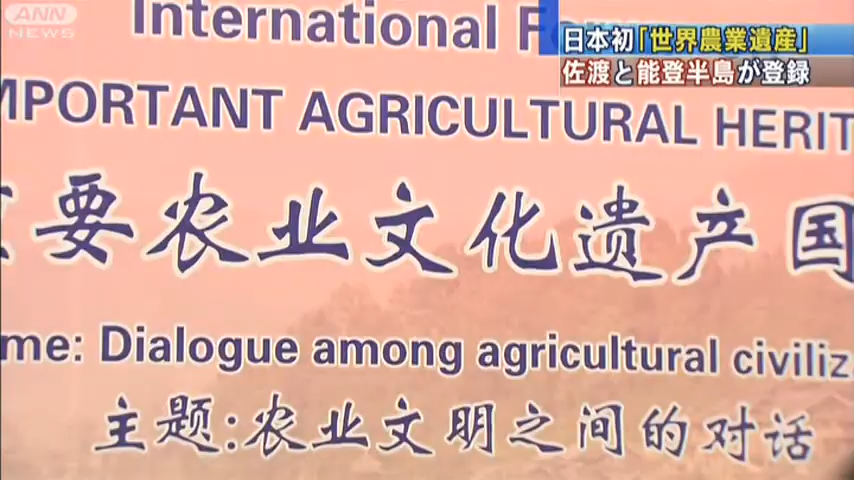 ANN
NEWS
International
日本初「世界農業遺産」
佐渡と能登半島が登録
MPORTANT AGRICULTURAL HERIT
要农业文化遗产国
me: Dialogue among agricultural civiliz
主题:农业文明之间的对话